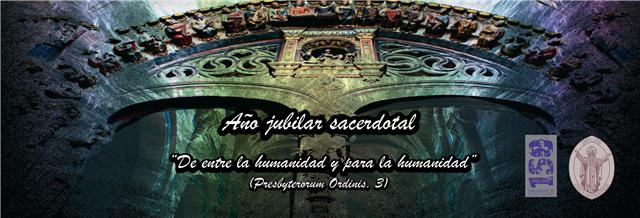 Año jubilar sacerdotal
“De entre la humanidad y para la humanidad”
(Presbyterorum Ordinis, 3)